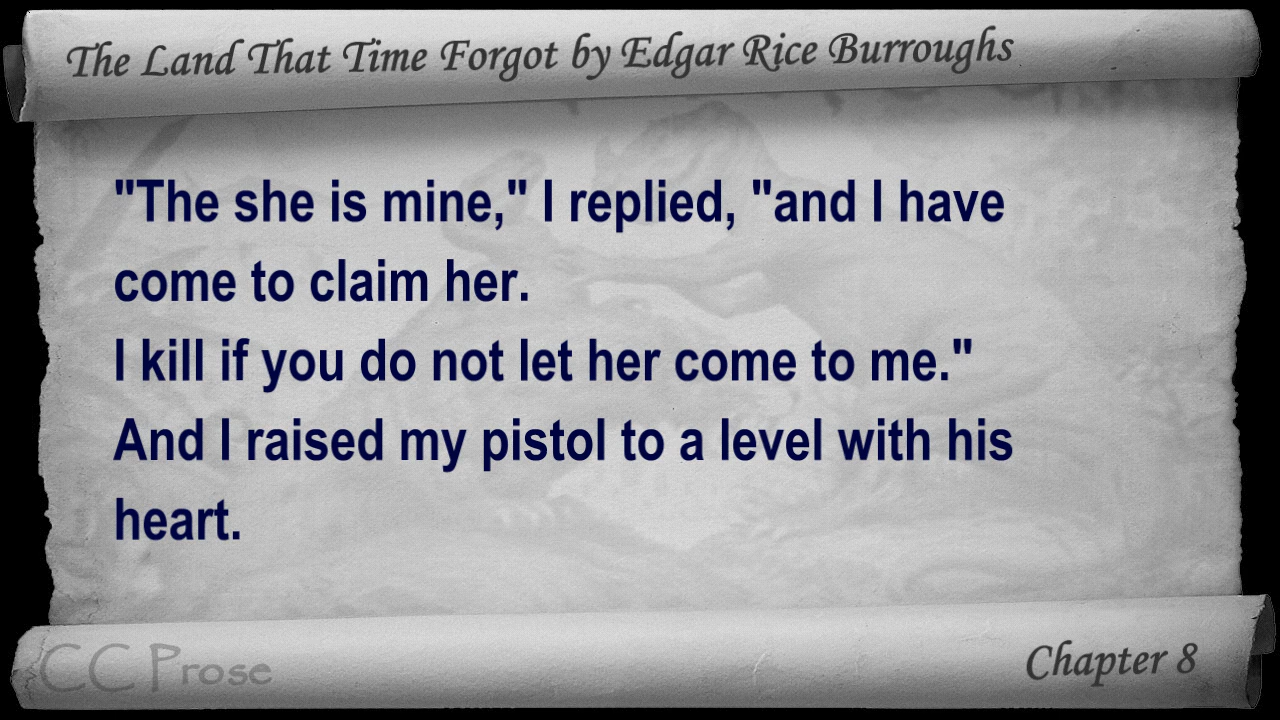 The Land That Time Forgot by Edgar Rice Burroughs
"The she is mine," I replied, "and I have
come to claim her.
I kill if you do not let her come to me."
And I raised my pistol to a level with his
heart.
CC Prose
Chapter 8